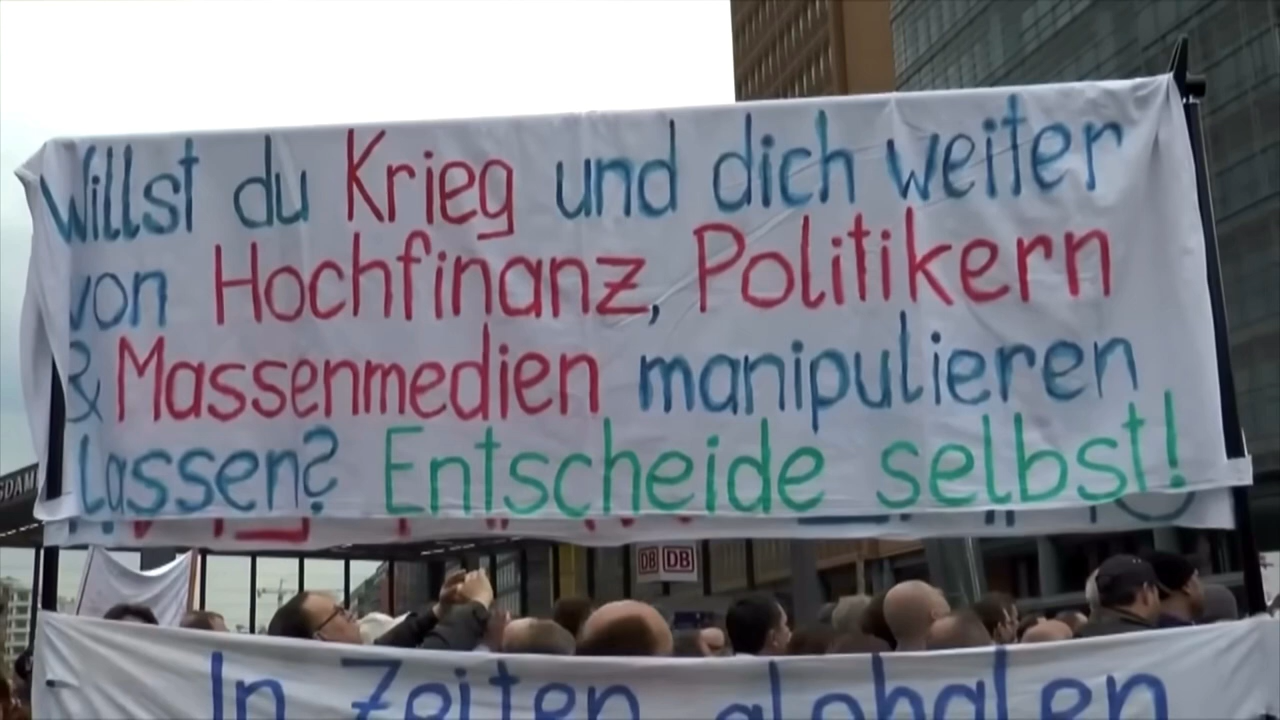 Willst du Krieg und dich weiter
von Hochfinanz, Politikern
& Massenmedien manipulieren
lassen? Entscheide selbst!
SDAM
DB DB
In Zeiten globalen